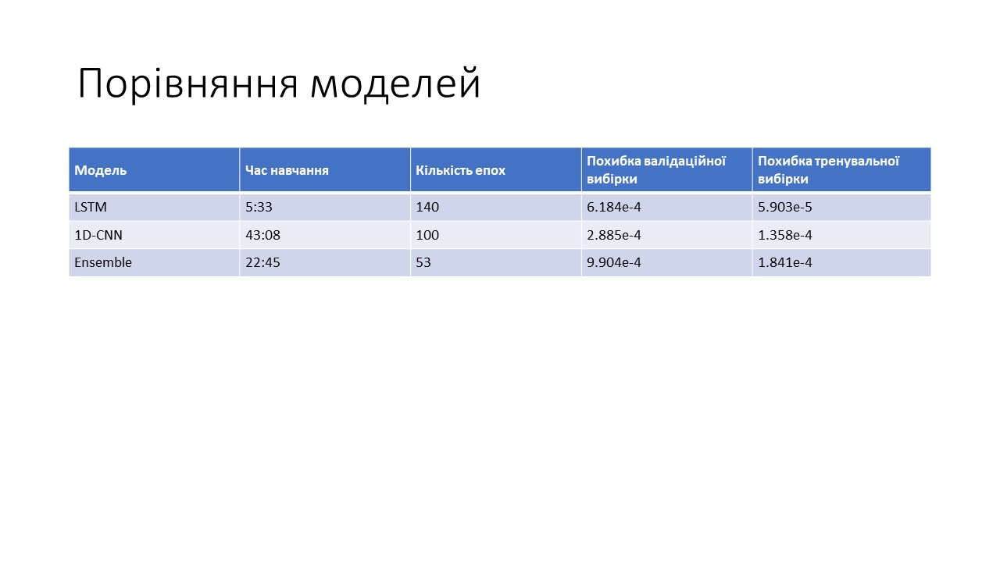 Порівняння моделей
Модель Час навчання Кількість епох Похибка валідаційної вибірки Похибка тренувальної вибірки
LSTM 5:33 140 6.184e-4 5.903e-5
1D-CNN 43:08 100 2.885e-4 1.358e-4
Ensemble 22:45 53 9.904e-4 1.841e-4